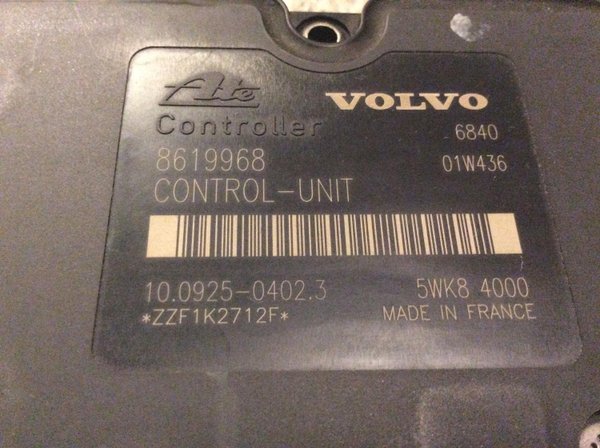 Ate VOLVO
Controller 6840
8619968 01W436
CONTROL-UNIT
10.0925-0402.3 5WK8 4000
*ZZF1K2712F* MADE IN FRANCE